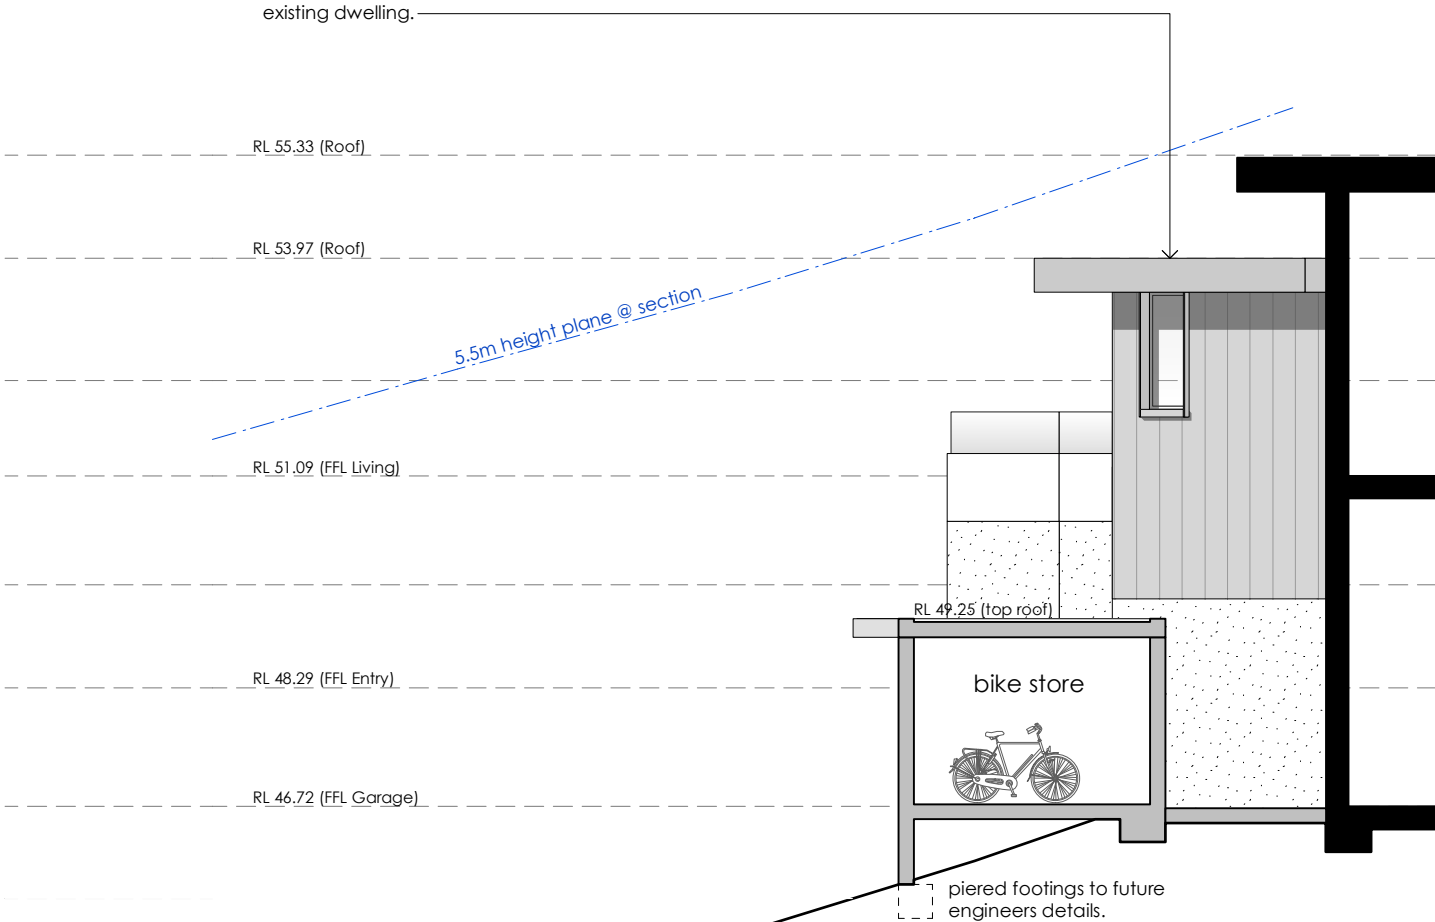 existing dwelling.
RL 55.33 (Roof)
RL 53.97 (Roof)
5.5m height plane @ section
RL 51.09 (FFL Living)
RL 49.25 (top roof)
RL 48.29 (FFL Entry)
bike store
RL 46.72 (FFL Garage)
piered footings to future
engineers details.